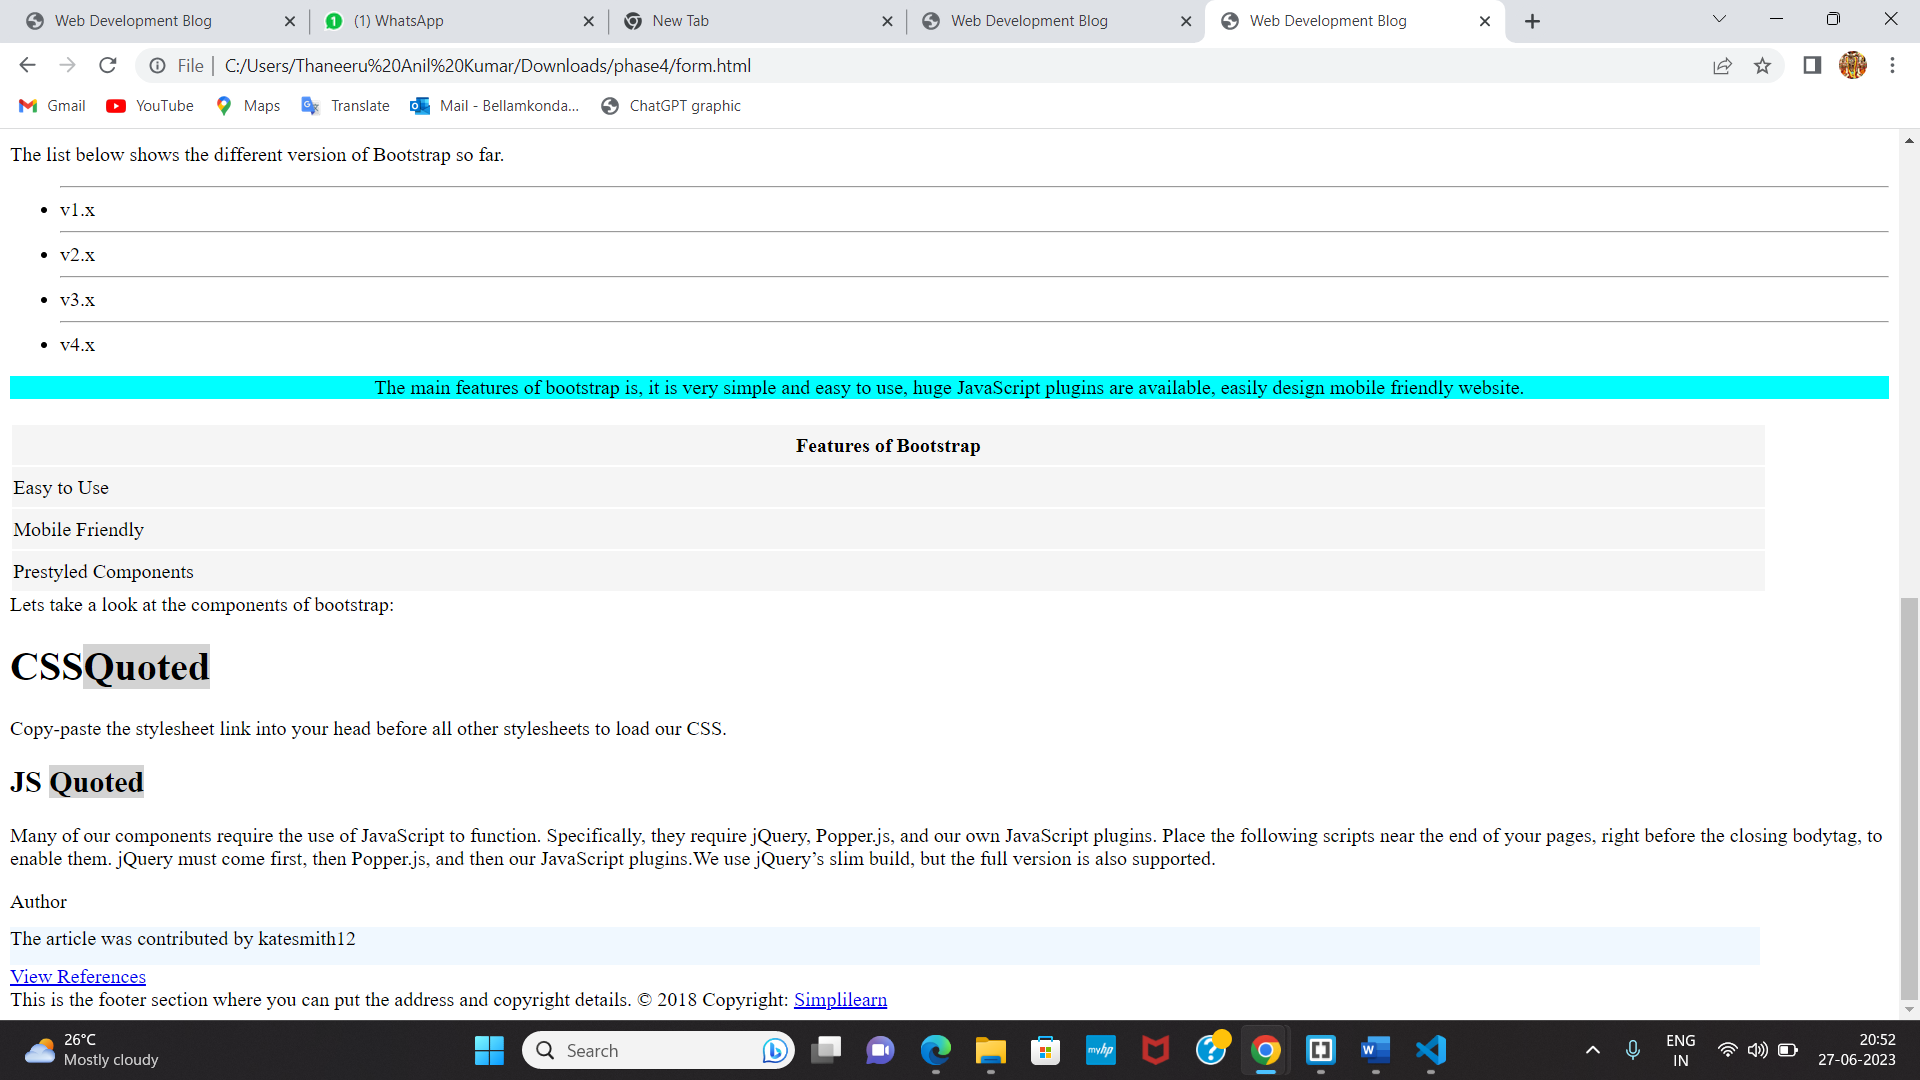 Web Development Blog
(1) WhatsApp
New Tab
Web Development Blog
Web Development Blog
File | C:/Users/Thaneeru%20Anil%20Kumar/Downloads/phase4/form.html
Gmail
YouTube
Maps
Translate
Mail - Bellamkonda...
ChatGPT graphic
The list below shows the different version of Bootstrap so far.
• v1.x
• v2.x
• v3.x
• v4.x
The main features of bootstrap is, it is very simple and easy to use, huge JavaScript plugins are available, easily design mobile friendly website.
Features of Bootstrap
Easy to Use
Mobile Friendly
Prestyled Components
Lets take a look at the components of bootstrap:
CSSQuoted
Copy-paste the stylesheet link into your head before all other stylesheets to load our CSS.
JS Quoted
Many of our components require the use of JavaScript to function. Specifically, they require jQuery, Popper.js, and our own JavaScript plugins. Place the following scripts near the end of your pages, right before the closing bodytag, to
enable them. jQuery must come first, then Popper.js, and then our JavaScript plugins.We use jQuery’s slim build, but the full version is also supported.
Author
The article was contributed by katesmith12
View References
This is the footer section where you can put the address and copyright details. © 2018 Copyright: Simplilearn
26°C
Mostly cloudy
Search
myhp
ENG
IN
20:52
27-06-2023